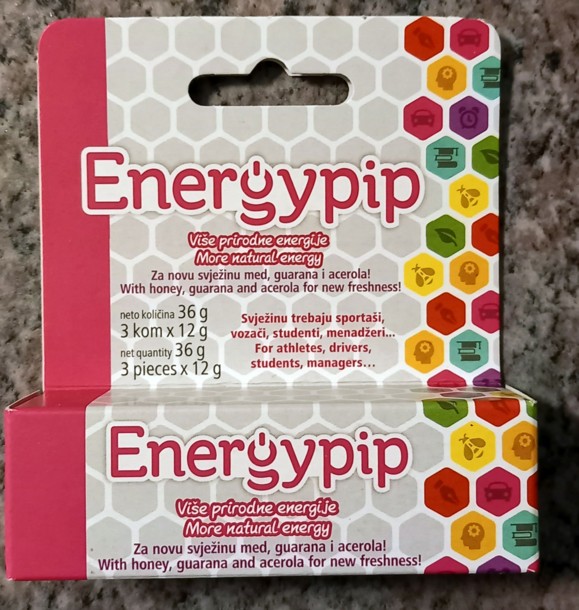 Energypip
Više prirodne energije
More natural energy
Za novu svježinu med, guarana i acerola!
With honey, guarana and acerola for new freshness!
neto količina 36 g
3 kom x 12 g
net quantity 36 g
3 pieces x 12 g
Svježinu trebaju sportaši,
vozači, studenti, menadžeri...
For athletes, drivers,
students, managers...
Energypip
Više prirodne energije
More natural energy
Za novu svježinu med, guarana i acerola!
With honey, guarana and acerola for new freshness!